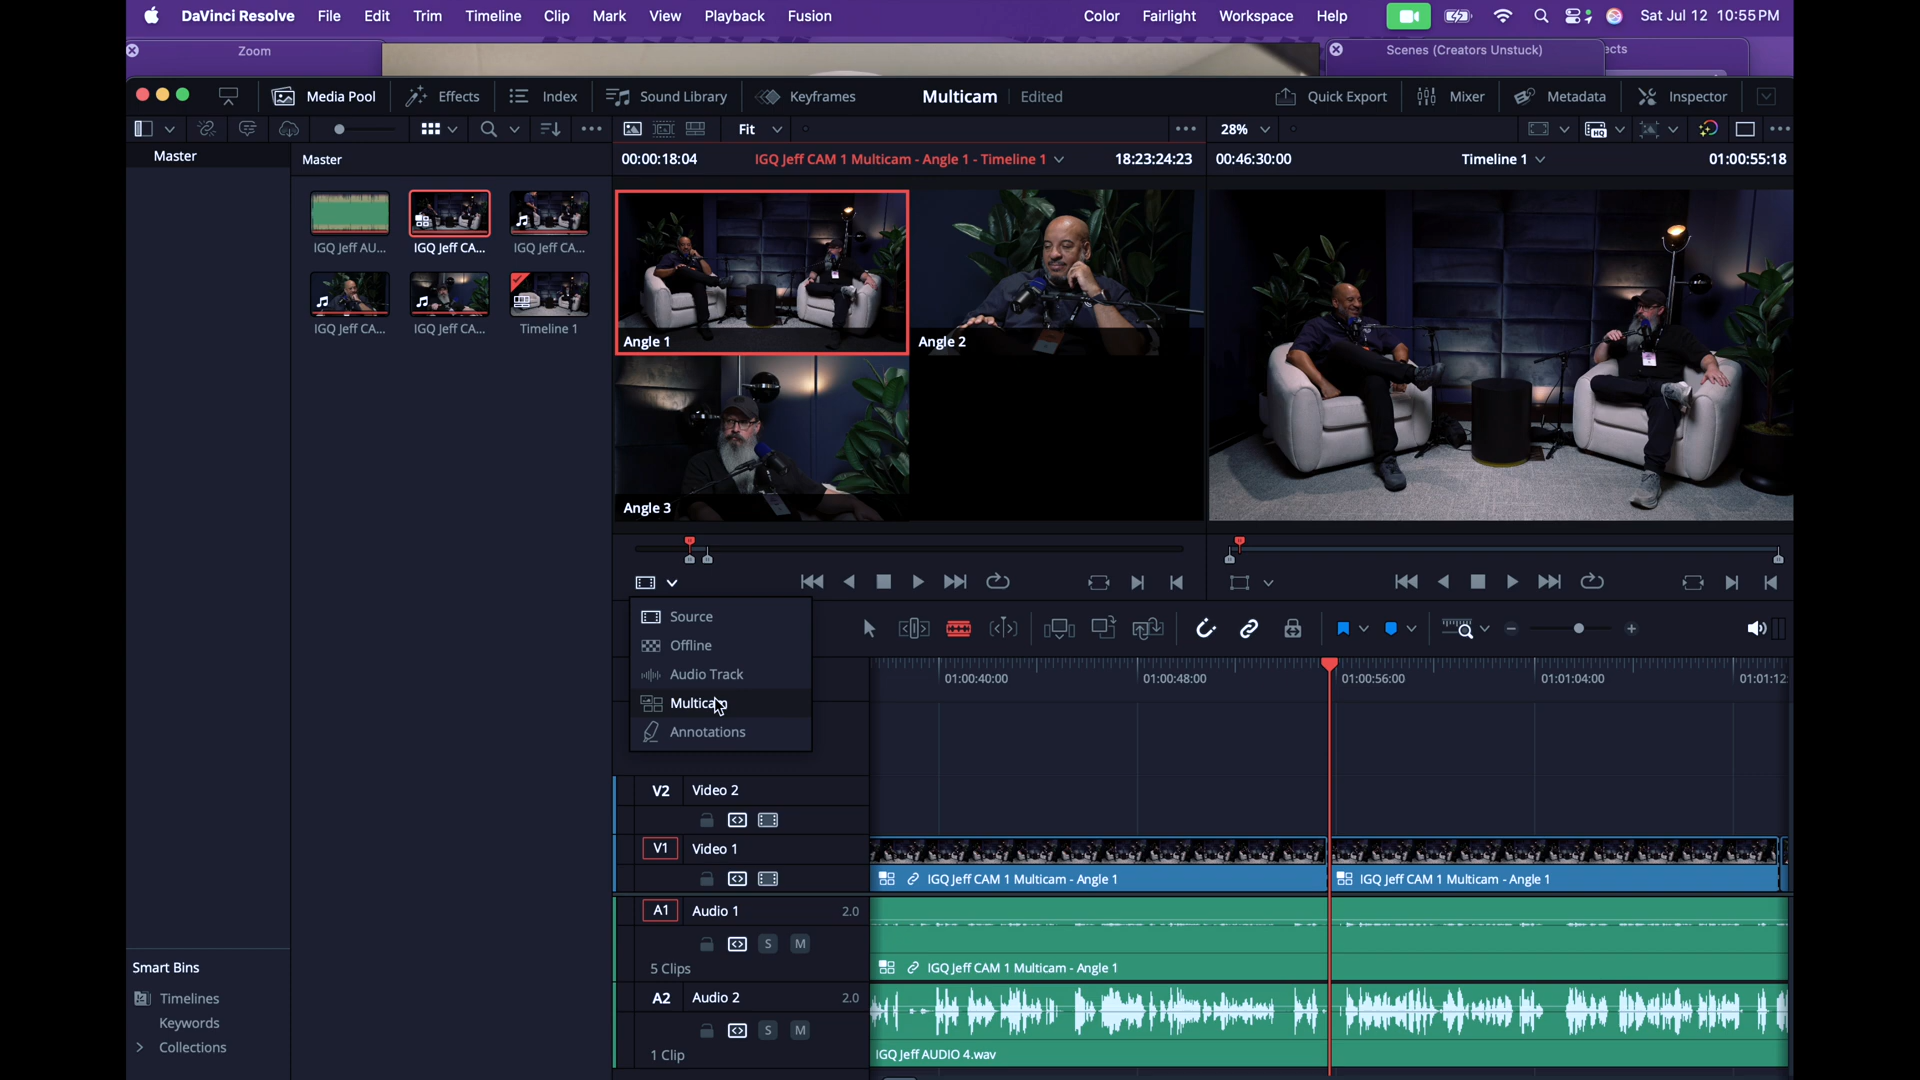 DaVinci Resolve File Edit Trim Timeline Clip Mark View Playback Fusion Color Fairlight Workspace Help Sat Jul 12 10:55 PM
Zoom
Scenes (Creators Unstuck)
ects
Media Pool Effects Index Sound Library Keyframes Multicam Edited Quick Export Mixer Metadata Inspector
Fit 28%
Master
Master
00:00:18:04 IGQ Jeff CAM 1 Multicam - Angle 1 - Timeline 1 18:23:24:23 00:46:30:00 Timeline 1 01:00:55:18
IGQ Jeff AU... IGQ Jeff CA... IGQ Jeff CA...
IGQ Jeff CA... IGQ Jeff CA... Timeline 1
Angle 1
Angle 2
Angle 3
Source
Offline
Audio Track
Multicam
Annotations
01:00:40:00 01:00:48:00 01:00:56:00 01:01:04:00 01:01:12:
V2 Video 2
V1 Video 1
IGQ Jeff CAM 1 Multicam - Angle 1 IGQ Jeff CAM 1 Multicam - Angle 1
A1 Audio 1 2.0
S M
5 Clips
IGQ Jeff CAM 1 Multicam - Angle 1
A2 Audio 2 2.0
S M
1 Clip
IGQ Jeff AUDIO 4.wav
Smart Bins
Timelines
Keywords
Collections